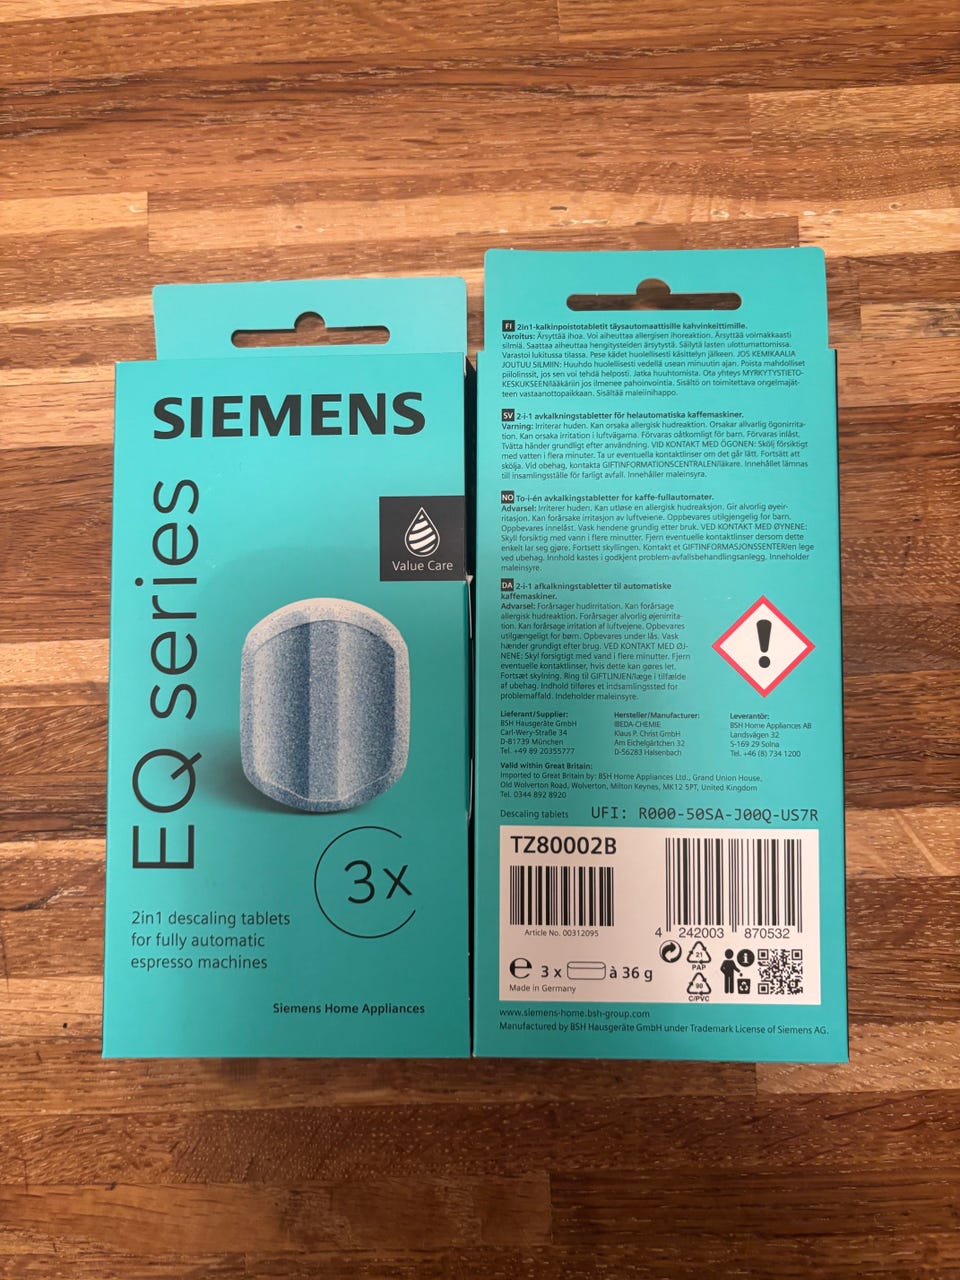 SIEMENS
EQ series
Value Care
3x
2in1 descaling tablets
for fully automatic
espresso machines
Siemens Home Appliances
FI 2in1-kalkinpoistotabletit täysautomaattisille kahvinkeittimille.
Varoitus: Ärsyttää ihoa. Voi aiheuttaa allergisen ihoreaktion. Ärsyttää voimakkaasti
silmiä. Saattaa aiheuttaa hengitysteiden ärsytystä. Säilytä lasten ulottumattomissa.
Varastoi lukitussa tilassa. Pese kädet huolellisesti käsittelyn jälkeen. JOS KEMIKAALIA
JOUTUU SILMIIN: Huuhdo huolellisesti vedellä usean minuutin ajan. Poista mahdolliset
piilolinssit, jos sen voi tehdä helposti. Jatka huuhtomista. Ota yhteys MYRKYTYSTIETO-
KESKUKSEEN/lääkäriin jos ilmenee pahoinvointia. Sisältö on toimitettava ongelmajät-
teen vastaanottopaikkaan. Sisältää maleiinihappo.
SV 2-i-1 avkalkningstabletter för helautomatiska kaffemaskiner.
Varning: Irriterar huden. Kan orsaka allergisk hudreaktion. Orsakar allvarlig ögonirrita-
tion. Kan orsaka irritation i luftvägarna. Förvaras oåtkomligt för barn. Förvaras inlåst.
Tvätta händer grundligt efter användning. VID KONTAKT MED ÖGONEN: Skölj försiktigt
med vatten i flera minuter. Ta ur eventuella kontaktlinser om det går lätt. Fortsätt att
skölja. Vid obehag, kontakta GIFTINFORMATIONSCENTRALEN/läkare. Innehållet lämnas
till insamlingsställe för farligt avfall. Innehåller maleinsyra.
NO To-i-én avkalkingstabletter for kaffe-fullautomater.
Advarsel: Irriterer huden. Kan utløse en allergisk hudreaksjon. Gir alvorlig øyeir-
ritasjon. Kan forårsake irritasjon av luftveiene. Oppbevares utilgjengelig for barn.
Oppbevares innelåst. Vask hendene grundig etter bruk. VED KONTAKT MED ØYNENE:
Skyll forsiktig med vann i flere minutter. Fjern eventuelle kontaktlinser dersom dette
enkelt lar seg gjøre. Fortsett skyllingen. Kontakt et GIFTINFORMASJONSSENTER/en lege
ved ubehag. Innhold kastes i godkjent problem-avfallsbehandlingsanlegg. Inneholder
maleinsyre.
DA 2-i-1 afkalkningstabletter til automatiske
kaffemaskiner.
Advarsel: Forårsager hudirritation. Kan forårsage
allergisk hudreaktion. Forårsager alvorlig øjenirrita-
tion. Kan forårsage irritation af luftvejene. Opbevares
utilgængeligt for børn. Opbevares under lås. Vask
hænder grundigt efter brug. VED KONTAKT MED ØJ-
NENE: Skyl forsigtigt med vand i flere minutter. Fjern
eventuelle kontaktlinser, hvis dette kan gøres let.
Fortsæt skylning. Ring til GIFTLINJEN/læge i tilfælde
af ubehag. Indhold tilføres et indsamlingssted for
problemaffald. Indeholder maleinsyre.
Lieferant/Supplier:
BSH Hausgeräte GmbH
Carl-Wery-Straße 34
D-81739 München
Tel. +49 89 20355777
Hersteller/Manufacturer:
IBEDA-CHEMIE
Klaus P. Christ GmbH
Am Eichelgärtchen 32
D-56283 Halsenbach
Leverantör:
BSH Home Appliances AB
Landsvägen 32
S-169 29 Solna
Tel. +46 (8) 734 1200
Valid within Great Britain:
Imported to Great Britain by: BSH Home Appliances Ltd., Grand Union House,
Old Wolverton Road, Wolverton, Milton Keynes, MK12 5PT, United Kingdom
Tel. 0344 892 8920
Descaling tablets UFI: R000-50SA-J00Q-US7R
TZ80002B
Article No. 00312095
4 242003 870532
e 3 x à 36 g
Made in Germany
21
PAP
90
C/PVC
www.siemens-home.bsh-group.com
Manufactured by BSH Hausgeräte GmbH under Trademark License of Siemens AG.